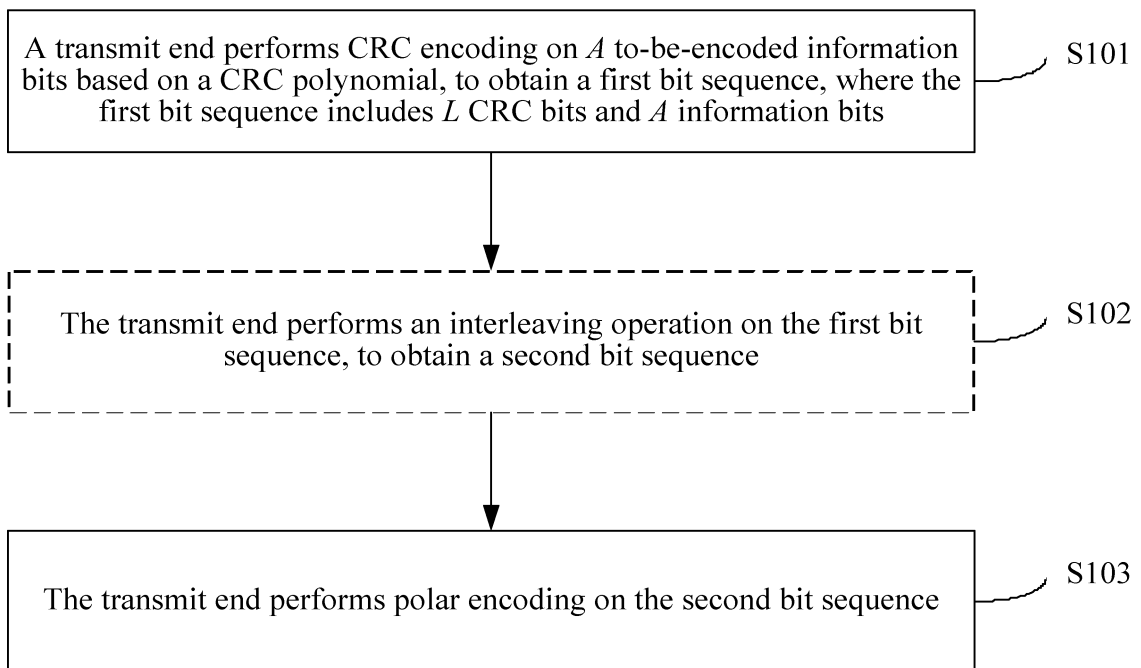 A transmit end performs CRC encoding on A to-be-encoded information
bits based on a CRC polynomial, to obtain a first bit sequence, where the
first bit sequence includes L CRC bits and A information bits
S101
The transmit end performs an interleaving operation on the first bit
sequence, to obtain a second bit sequence
S102
The transmit end performs polar encoding on the second bit sequence
S103